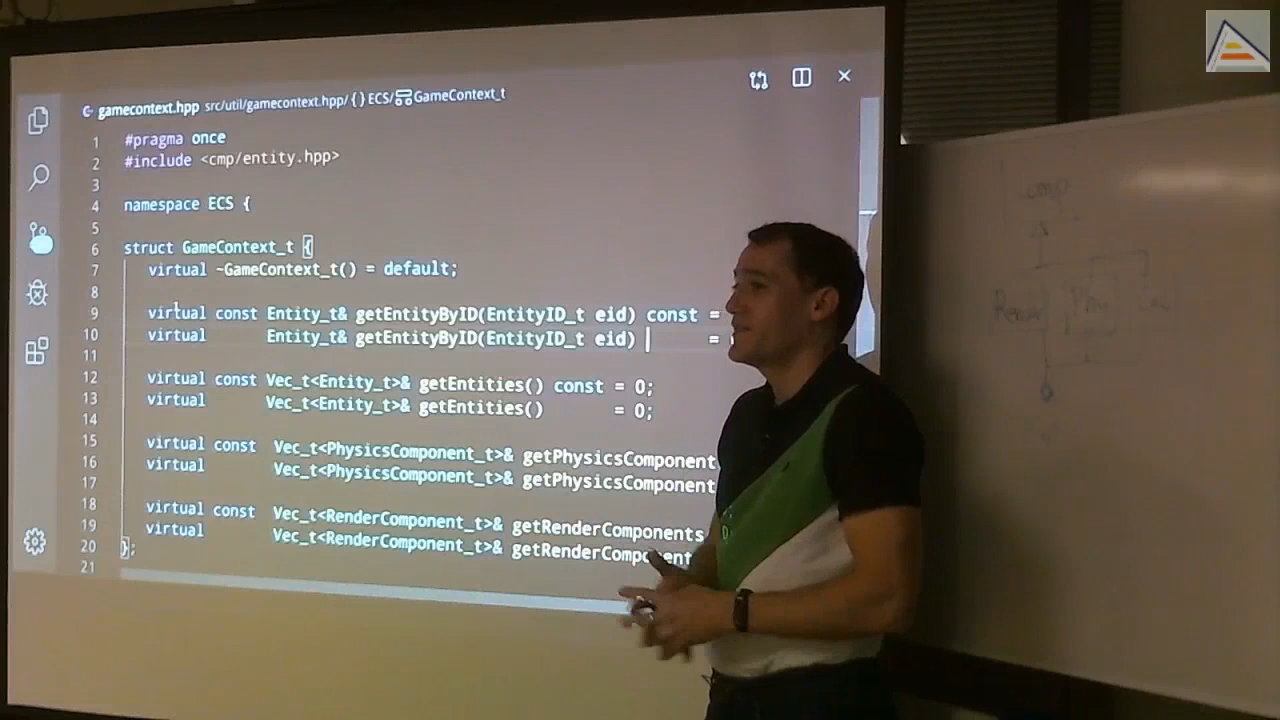 gamecontext.hpp src/util/gamecontext.hpp/{ } ECS/ GameContext_t
1 #pragma once
2 #include <cmp/entity.hpp>
3
4 namespace ECS {
5
6 struct GameContext_t {
7 virtual ~GameContext_t() = default;
8
9 virtual const Entity_t& getEntityByID(EntityID_t eid) const =
10 virtual Entity_t& getEntityByID(EntityID_t eid) =
11
12 virtual const Vec_t<Entity_t>& getEntities() const = 0;
13 virtual Vec_t<Entity_t>& getEntities() = 0;
14
15 virtual const Vec_t<PhysicsComponent_t>& getPhysicsComponent
16 virtual Vec_t<PhysicsComponent_t>& getPhysicsComponent
17
18 virtual const Vec_t<RenderComponent_t>& getRenderComponents
19 virtual Vec_t<RenderComponent_t>& getRenderComponent
20 };
21
cmp